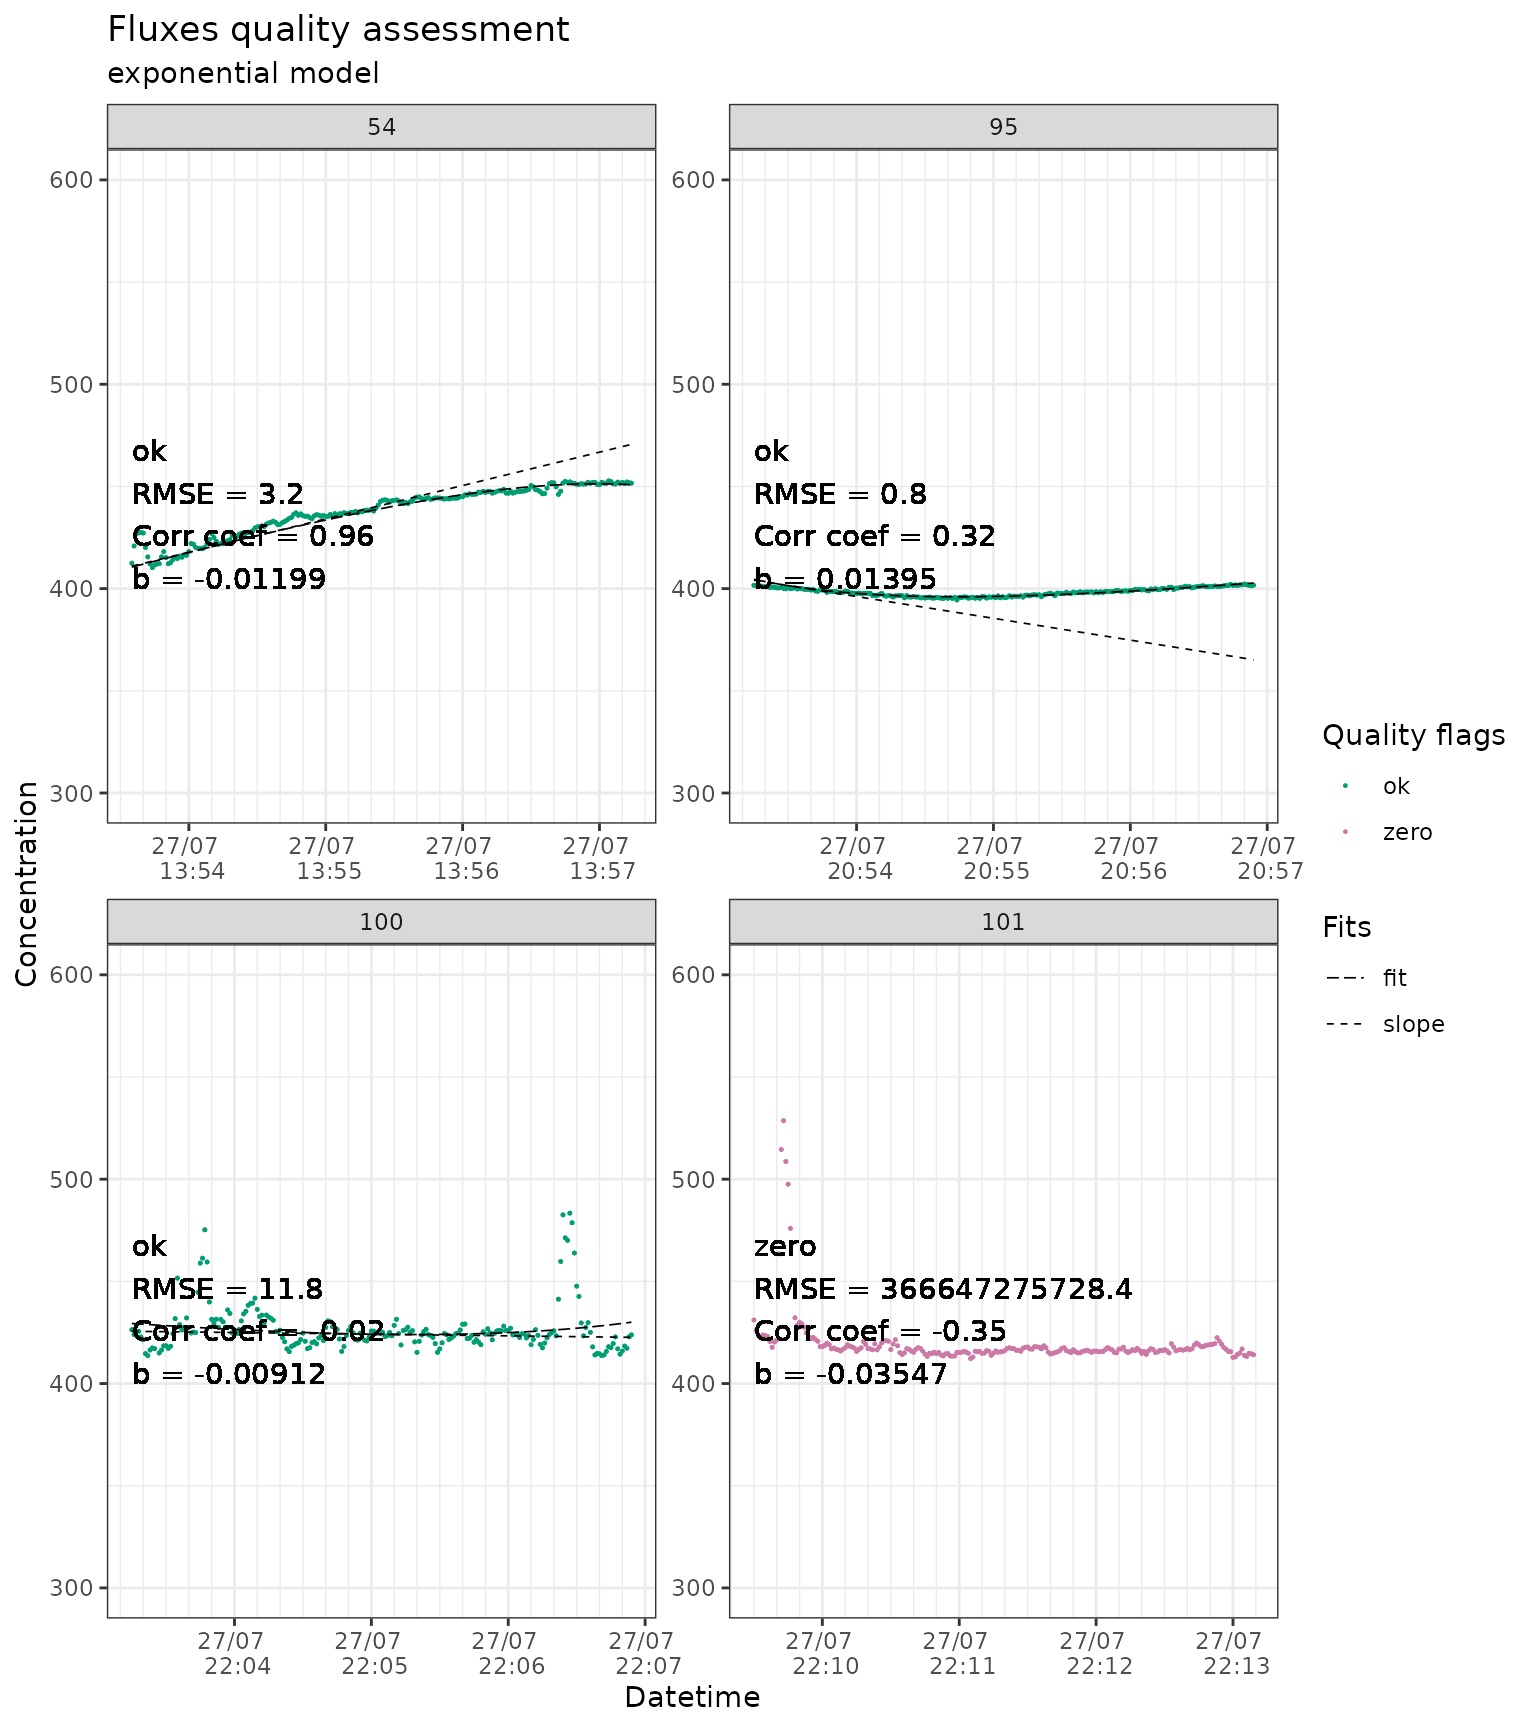 Fluxes quality assessment
exponential model
54
600
500
400
300
ok
RMSE = 3.2
Corr coef = 0.96
b = -0.01199
27/07 13:54
27/07 13:55
27/07 13:56
27/07 13:57
95
600
500
400
300
ok
RMSE = 0.8
Corr coef = 0.32
b = 0.01395
27/07 20:54
27/07 20:55
27/07 20:56
27/07 20:57
Concentration
100
600
500
400
300
ok
RMSE = 11.8
Corr coef =
b = -0.00912
27/07 22:04
27/07 22:05
27/07 22:06
27/07 22:07
101
600
500
400
300
zero
RMSE = 366647275728.4
Corr coef = -0.35
b = -0.03547
27/07 22:10
27/07 22:11
27/07 22:12
27/07 22:13
Datetime
Quality flags
ok
zero
Fits
fit
slope